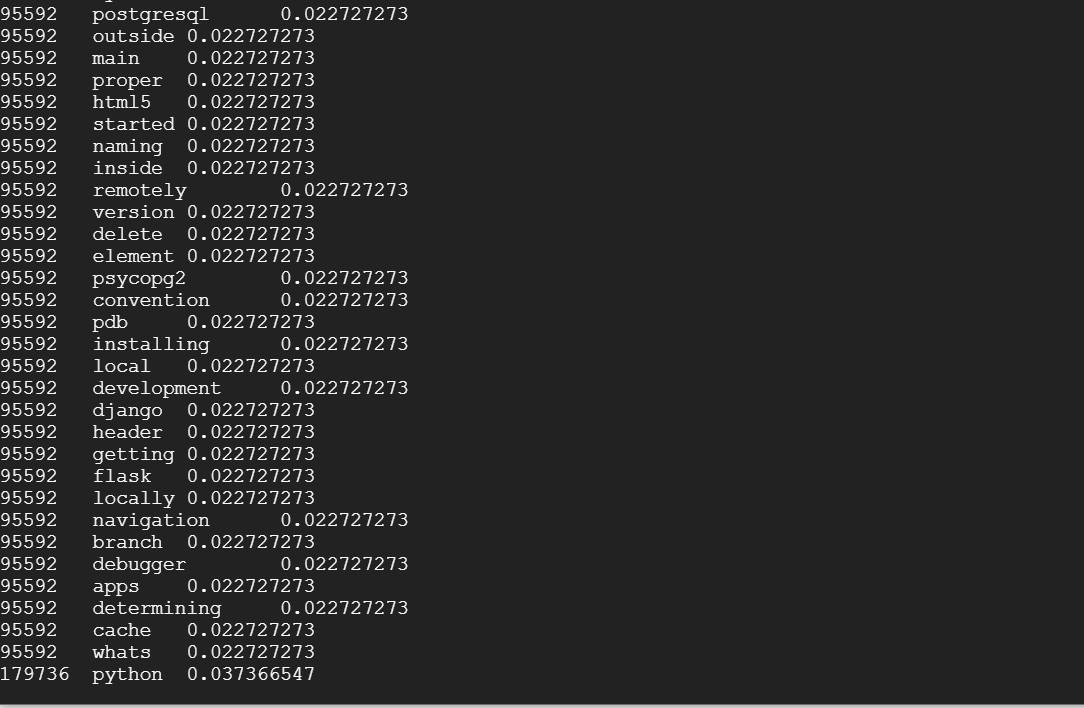 95592 postgresql 0.022727273
95592 outside 0.022727273
95592 main 0.022727273
95592 proper 0.022727273
95592 html5 0.022727273
95592 started 0.022727273
95592 naming 0.022727273
95592 inside 0.022727273
95592 remotely 0.022727273
95592 version 0.022727273
95592 delete 0.022727273
95592 element 0.022727273
95592 psycopg2 0.022727273
95592 convention 0.022727273
95592 pdb 0.022727273
95592 installing 0.022727273
95592 local 0.022727273
95592 development 0.022727273
95592 django 0.022727273
95592 header 0.022727273
95592 getting 0.022727273
95592 flask 0.022727273
95592 locally 0.022727273
95592 navigation 0.022727273
95592 branch 0.022727273
95592 debugger 0.022727273
95592 apps 0.022727273
95592 determining 0.022727273
95592 cache 0.022727273
95592 whats 0.022727273
179736 python 0.037366547